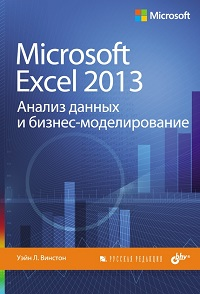 Microsoft
Microsoft
Excel 2013
Анализ данных
и бизнес-моделирование
Уэйн Л. Винстон
РУССКАЯ РЕДАКЦИЯ
bhv®